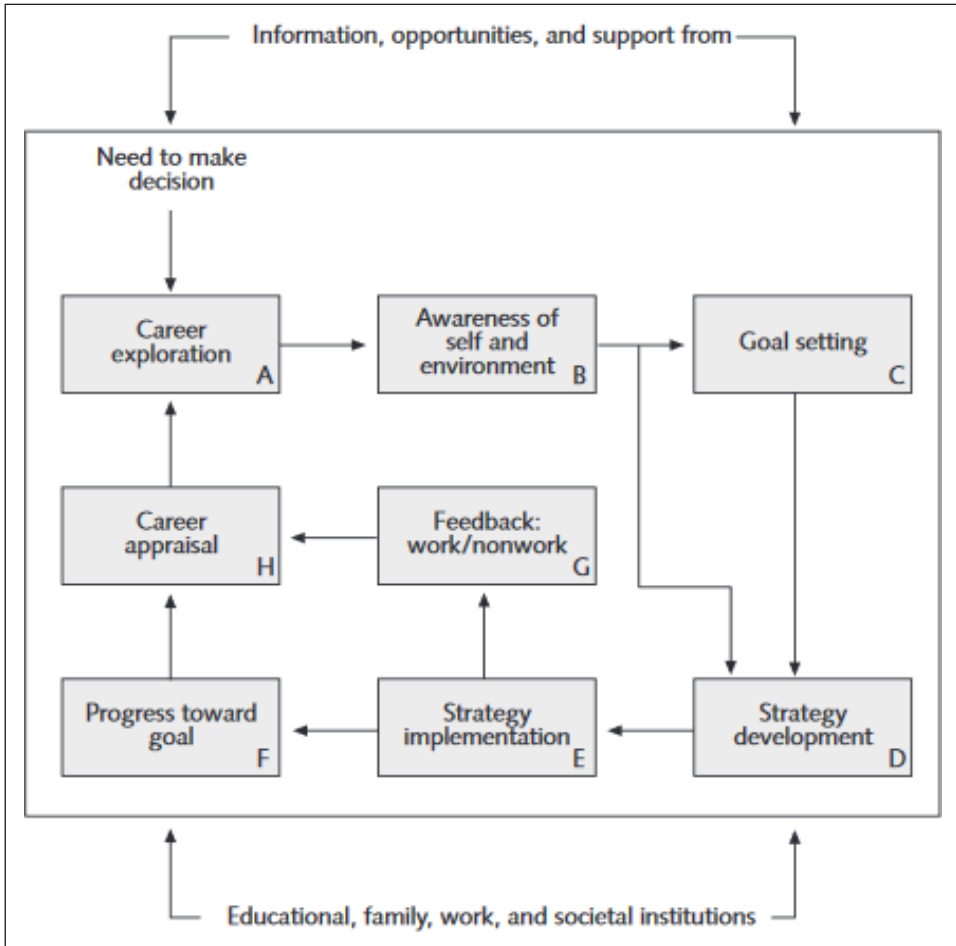 Information, opportunities, and support from
Need to make
decision
Career
exploration
A
Awareness of
self and
environment
B
Goal setting
C
Career
appraisal
H
Feedback:
work/nonwork
G
Progress toward
goal
F
Strategy
implementation
E
Strategy
development
D
Educational, family, work, and societal institutions